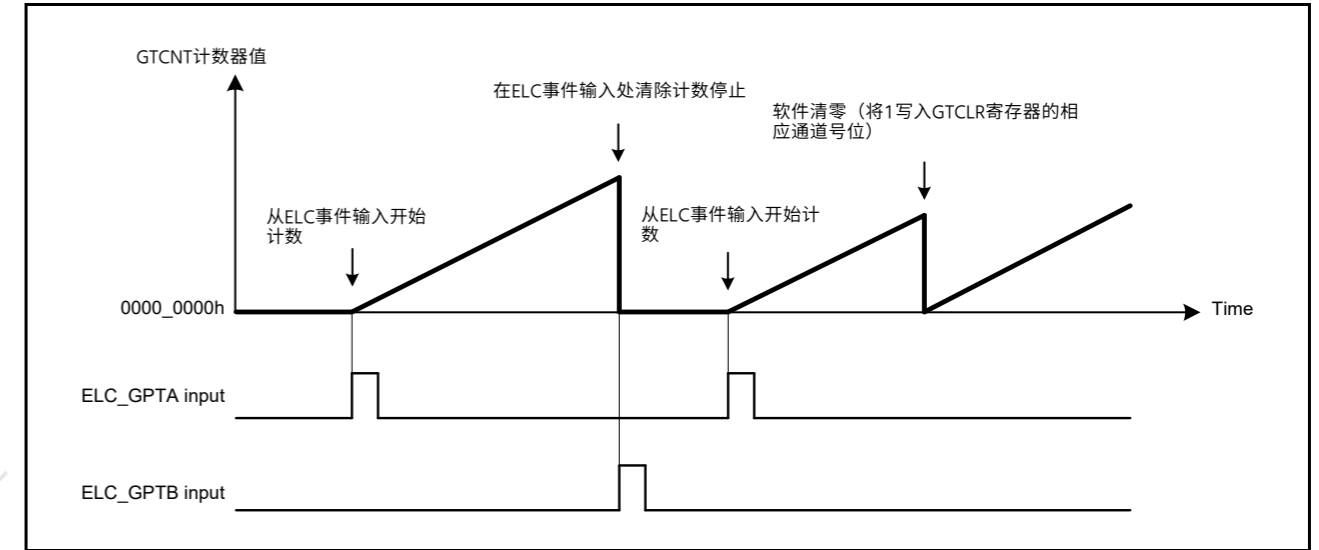 GTCNT计数器值
在ELC事件输入处清除计数停止
软件清零（将1写入GTCLR寄存器的相
应通道号位）
从ELC事件输入开始
计数
从ELC事件输入开始计
数
0000_0000h
Time
ELC_GPTA input
ELC_GPTB input